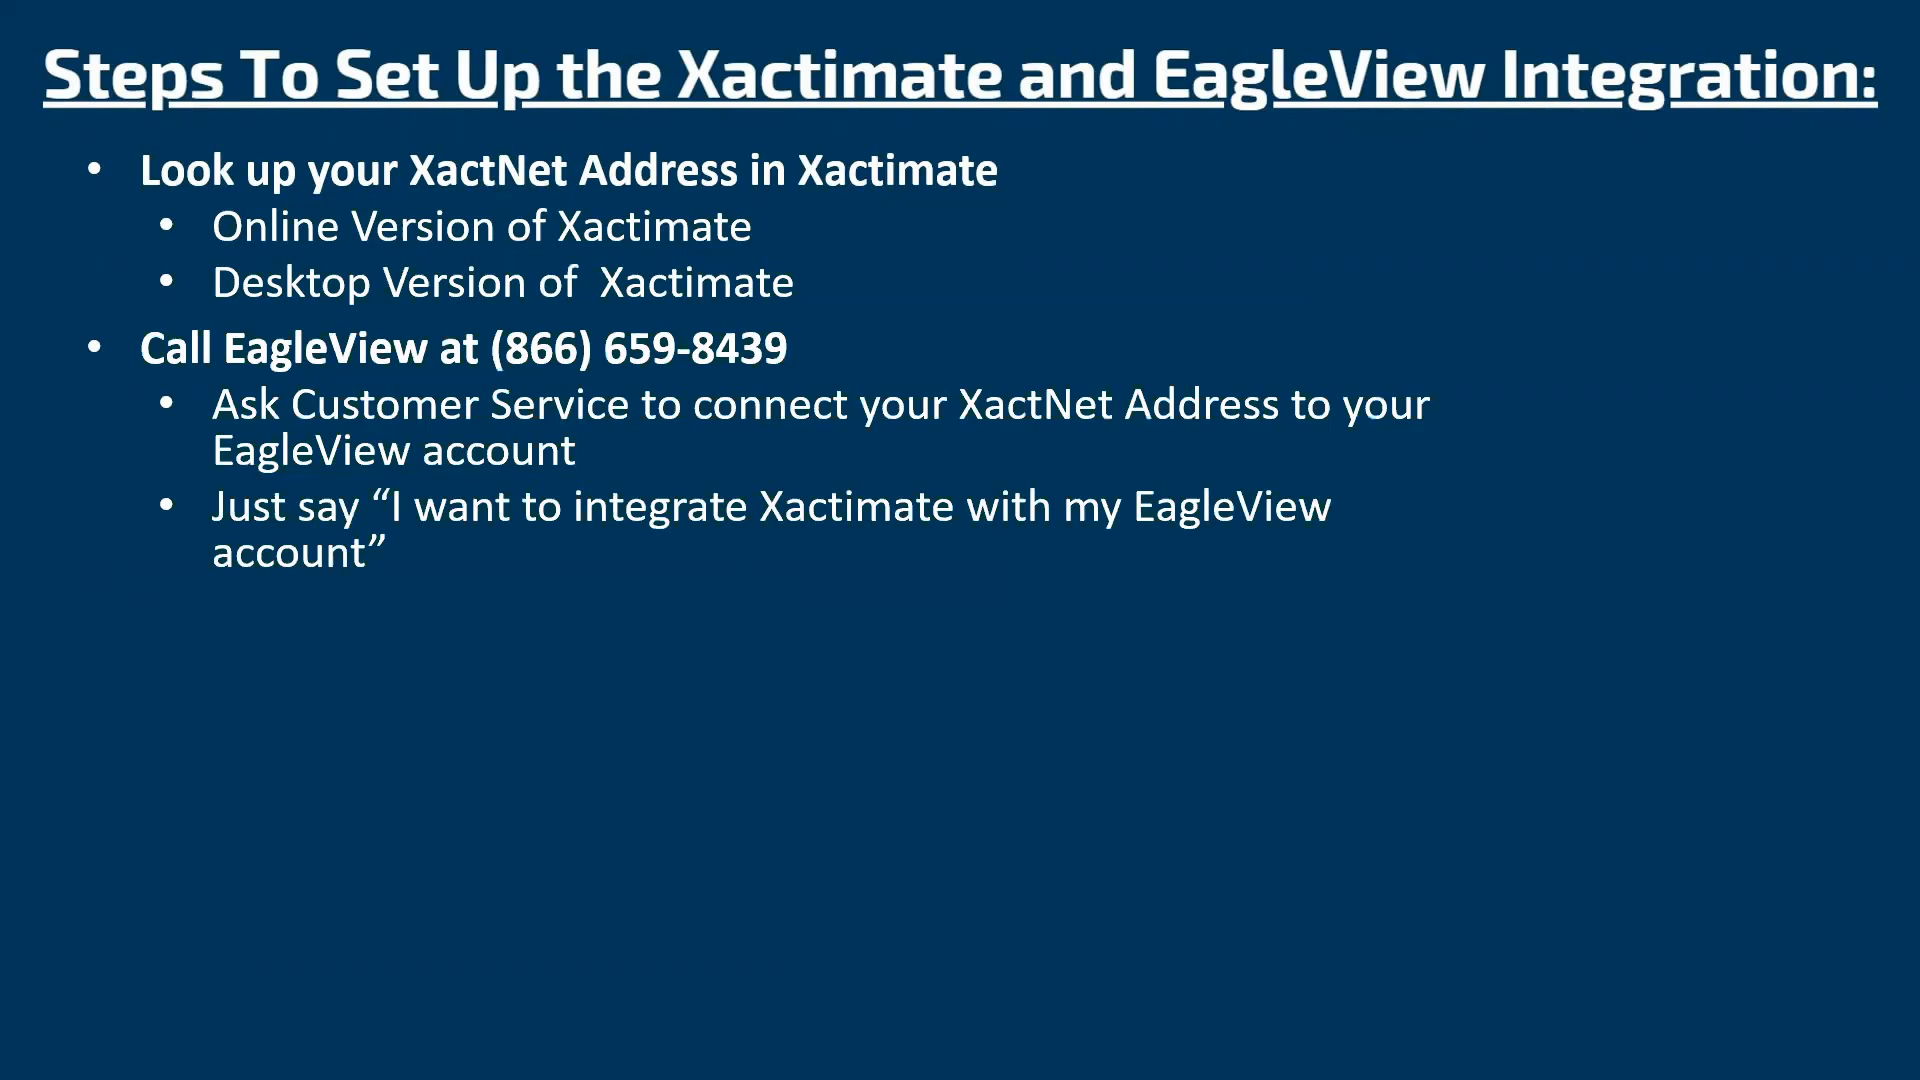 Steps To Set Up the Xactimate and EagleView Integration:
• Look up your XactNet Address in Xactimate
• Online Version of Xactimate
• Desktop Version of  Xactimate
• Call EagleView at (866) 659-8439
• Ask Customer Service to connect your XactNet Address to your
EagleView account
• Just say “I want to integrate Xactimate with my EagleView
account”